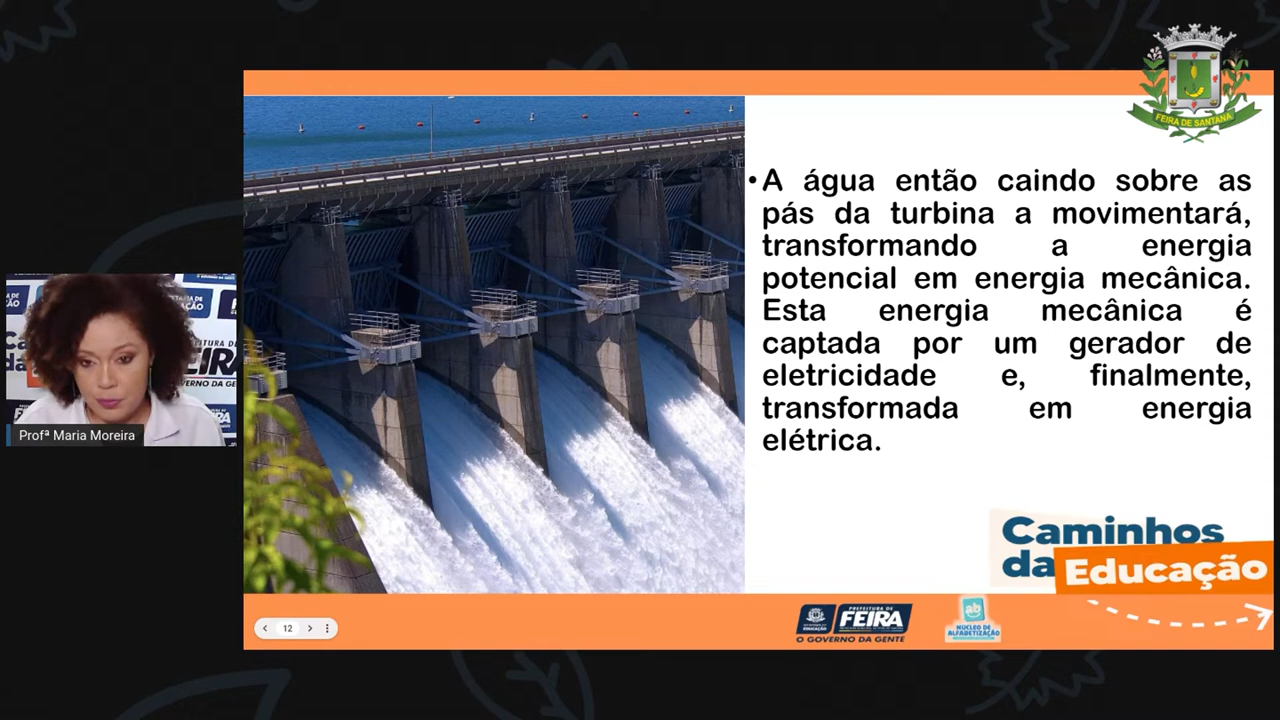 FEIRA DE SANTANA
• A água então caindo sobre as
pás da turbina a movimentará,
transformando a energia
potencial em energia mecânica.
Esta energia mecânica é
captada por um gerador de
eletricidade e, finalmente,
transformada em energia
elétrica.
Profª Maria Moreira
Caminhos
da Educação
12
PREFEITURA DE
FEIRA
O GOVERNO DA GENTE
NÚCLEO DE
ALFABETIZAÇÃO